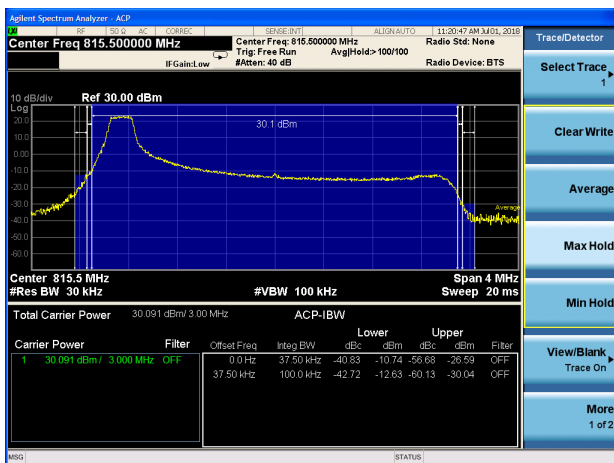 Agilent Spectrum Analyzer - ACP
RF 50 Ω AC CORREC SENSE:INT ALIGN AUTO 11:20:47 AM Jul 01, 2018
Center Freq 815.500000 MHz
Center Freq: 815.500000 MHz
Radio Std: None
Trig: Free Run
Avg|Hold:> 100/100
IFGain:Low
#Atten: 40 dB
Radio Device: BTS
Trace/Detector
Select Trace
1
Clear Write
Average
Max Hold
Min Hold
View/Blank
Trace On
More
1 of 2
10 dB/div
Ref 30.00 dBm
Log
20.0
10.0
0.00
-10.0
-20.0
-30.0
-40.0
-50.0
-60.0
30.1 dBm
Average
Center 815.5 MHz
Span 4 MHz
#Res BW 30 kHz
#VBW 100 kHz
Sweep 20 ms
Total Carrier Power 30.091 dBm/ 3.00 MHz ACP-IBW
Lower Upper
Carrier Power Filter
Offset Freq Integ BW dBc dBm dBc dBm Filter
1 30.091 dBm / 3.000 MHz OFF
0.0 Hz 37.50 kHz -40.83 -10.74 -56.68 -26.59 OFF
37.50 kHz 100.0 kHz -42.72 -12.63 -60.13 -30.04 OFF
MSG
STATUS